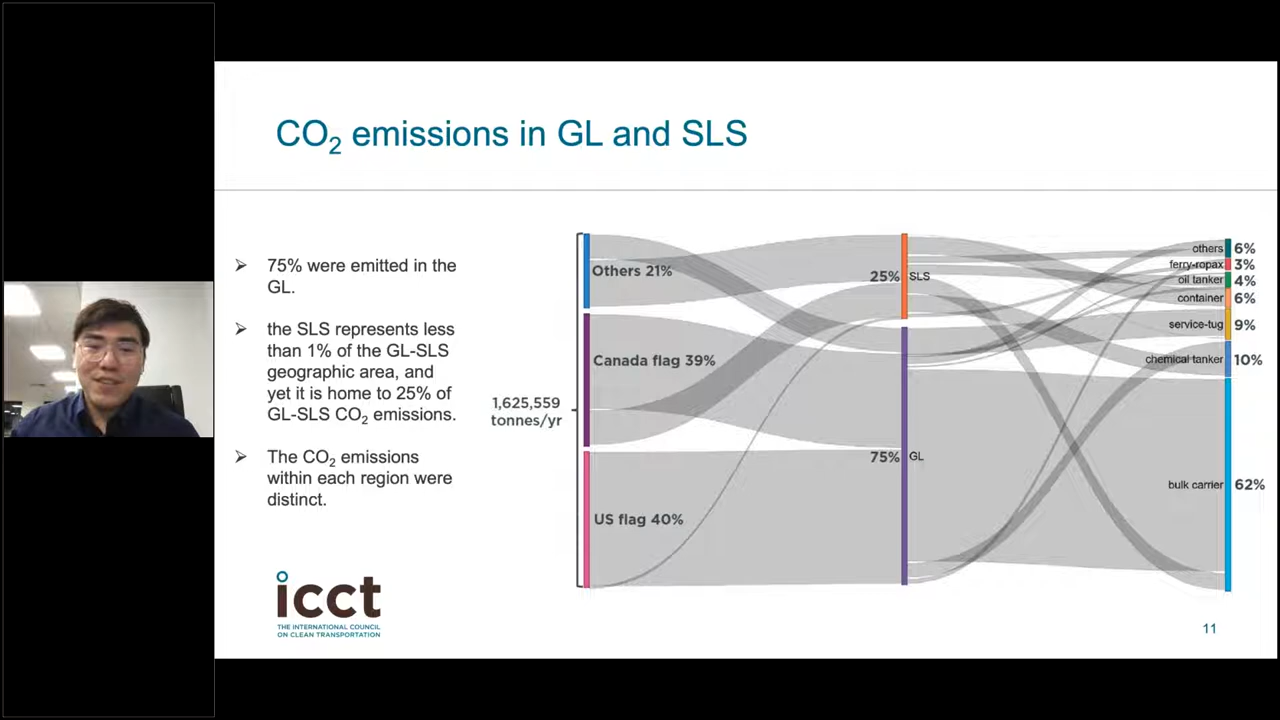 CO₂ emissions in GL and SLS
➢ 75% were emitted in the
GL.
➢ the SLS represents less
than 1% of the GL-SLS
geographic area, and
yet it is home to 25% of
GL-SLS CO₂ emissions.
➢ The CO₂ emissions
within each region were
distinct.
1,625,559
tonnes/yr
Others 21%
Canada flag 39%
US flag 40%
25% SLS
75% GL
others 6%
ferry-ropax 3%
oil tanker 4%
container 6%
service-tug 9%
chemical tanker 10%
bulk carrier 62%
icct
THE INTERNATIONAL COUNCIL
ON CLEAN TRANSPORTATION
11